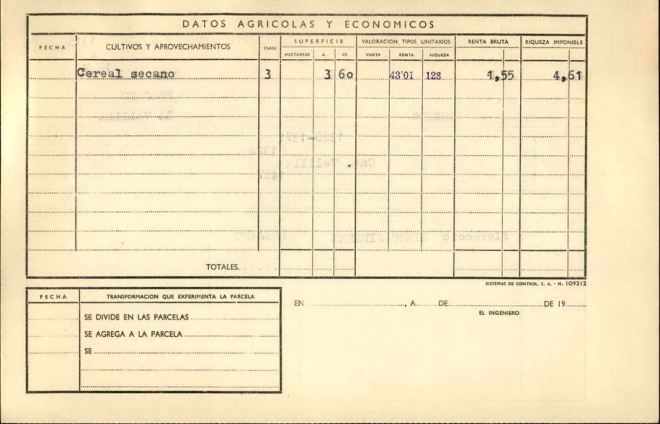 DATOS AGRICOLAS Y ECONOMICOS
FECHA CULTIVOS Y APROVECHAMIENTOS CLASE SUPERFICIE VALORACION TIPOS UNITARIOS RENTA BRUTA RIQUEZA IMPONIBLE
HECTAREAS A. CS. VENTA RENTA RIQUEZA
Cereal secano 3 3 60 43'01 128 1,55 4,61
TOTALES.
SISTEMAS DE CONTROL, S. A. - M. 109212
FECHA TRANSFORMACION QUE EXPERIMENTA LA PARCELA
SE DIVIDE EN LAS PARCELAS
SE AGREGA A LA PARCELA
SE
EN , A DE DE 19
EL INGENIERO.